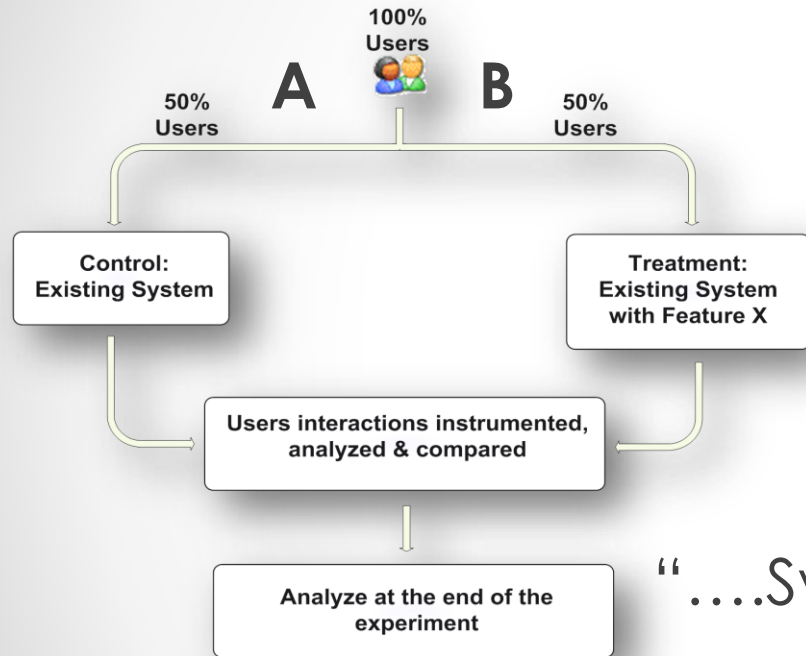 100%
Users
A
B
50%
Users
50%
Users
Control:
Existing System
Treatment:
Existing System
with Feature X
Users interactions instrumented,
analyzed & compared
Analyze at the end of the
experiment
“....